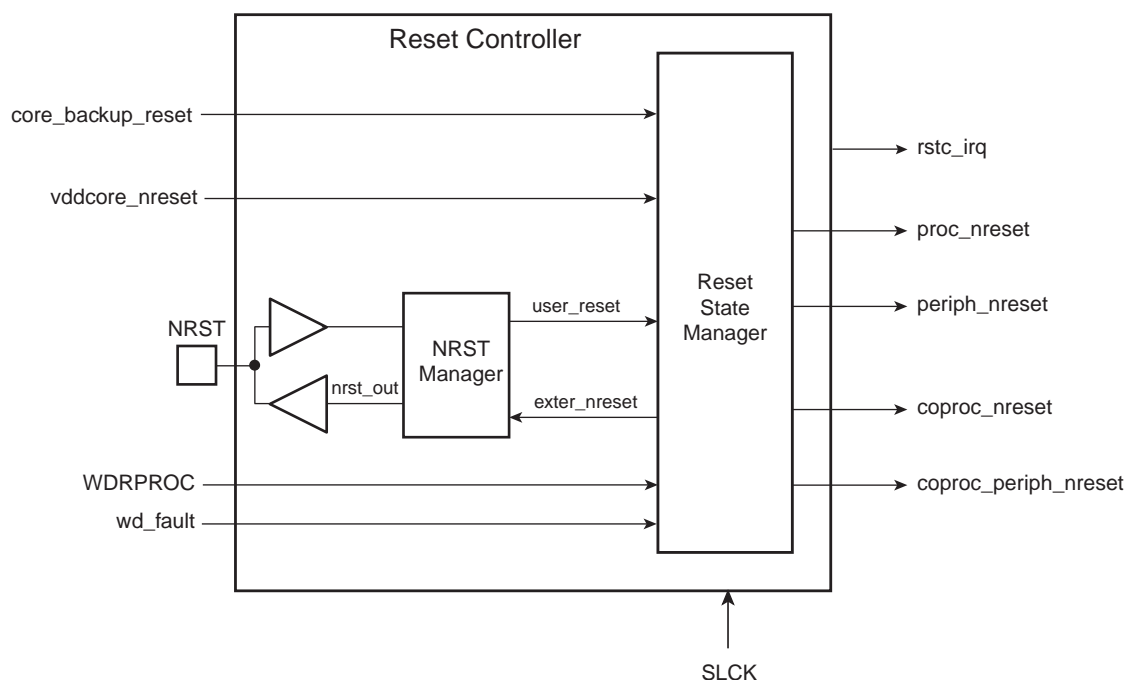 Reset Controller
core_backup_reset
rstc_irq
vddcore_nreset
proc_nreset
Reset
State
Manager
user_reset
periph_nreset
NRST
NRST
Manager
nrst_out
exter_nreset
coproc_nreset
WDRPROC
coproc_periph_nreset
wd_fault
SLCK